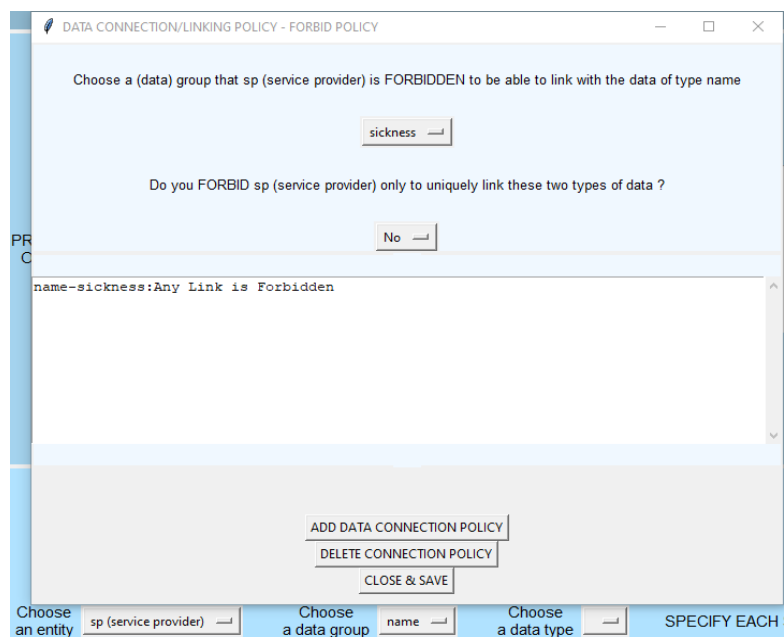 DATA CONNECTION/LINKING POLICY - FORBID POLICY
Choose a (data) group that sp (service provider) is FORBIDDEN to be able to link with the data of type name
sickness
Do you FORBID sp (service provider) only to uniquely link these two types of data ?
No
PR
C
name-sickness:Any Link is Forbidden
ADD DATA CONNECTION POLICY
DELETE CONNECTION POLICY
CLOSE & SAVE
Choose
an entity
sp (service provider)
Choose
a data group
name
Choose
a data type
SPECIFY EACH